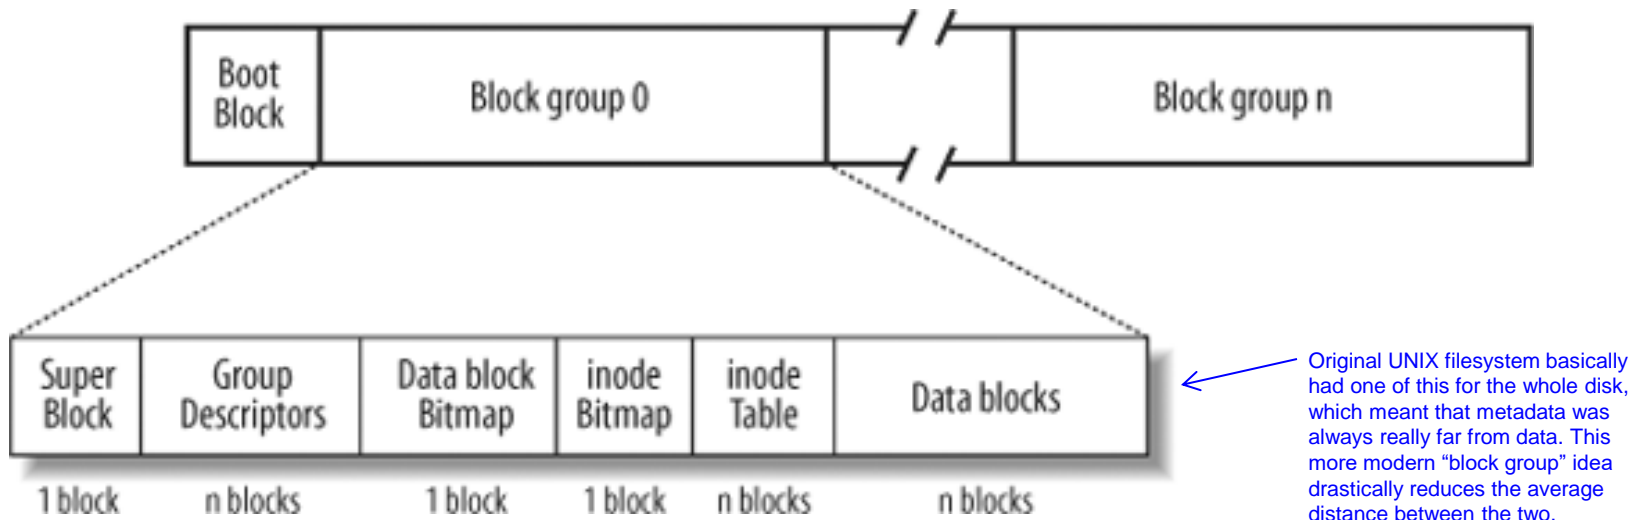 Boot
Block
Block group 0
Block group n
Super
Block
Group
Descriptors
Data block
Bitmap
inode
Bitmap
inode
Table
Data blocks
1 block
n blocks
1 block
1 block
n blocks
n blocks
Original UNIX filesystem basically
had one of this for the whole disk,
which meant that metadata was
always really far from data. This
more modern “block group” idea
drastically reduces the average
distance between the two.